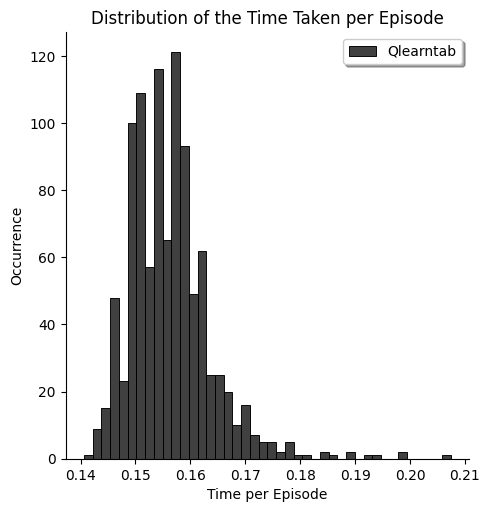 Distribution of the Time Taken per Episode
Qlearntab
120
100
80
60
40
20
0
Occurrence
0.14 0.15 0.16 0.17 0.18 0.19 0.20 0.21
Time per Episode